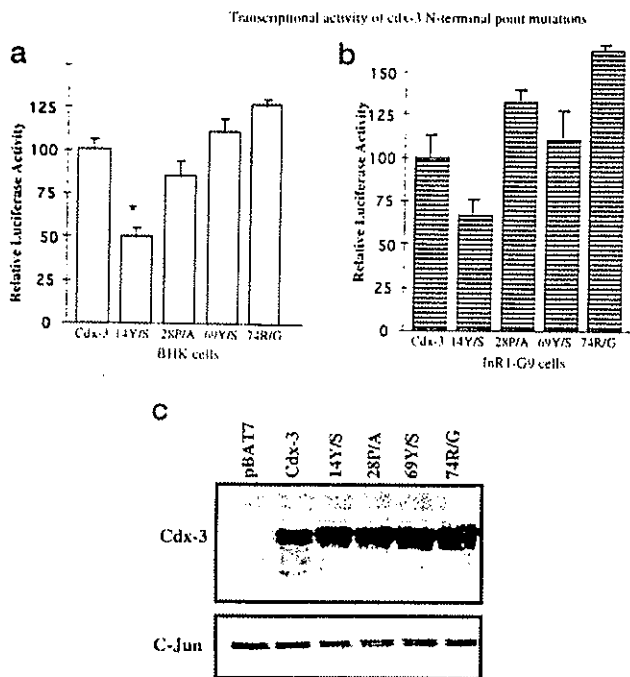 Transcriptional activity of cdx-3 N-terminal point mutations
a
Relative Luciferase Activity
125
100
75
50
25
0
*
Cdx-3 14Y/S 28P/A 69Y/S 74R/G
BHK cells
b
Relative Luciferase Activity
150
125
100
75
125
0
Cdx-3 14Y/S 28P/A 69Y/S 74R/G
InR1-G9 cells
c
pBAT7 Cdx-3 14Y/S 28P/A 69Y/S 74R/G
Cdx-3
C-Jun